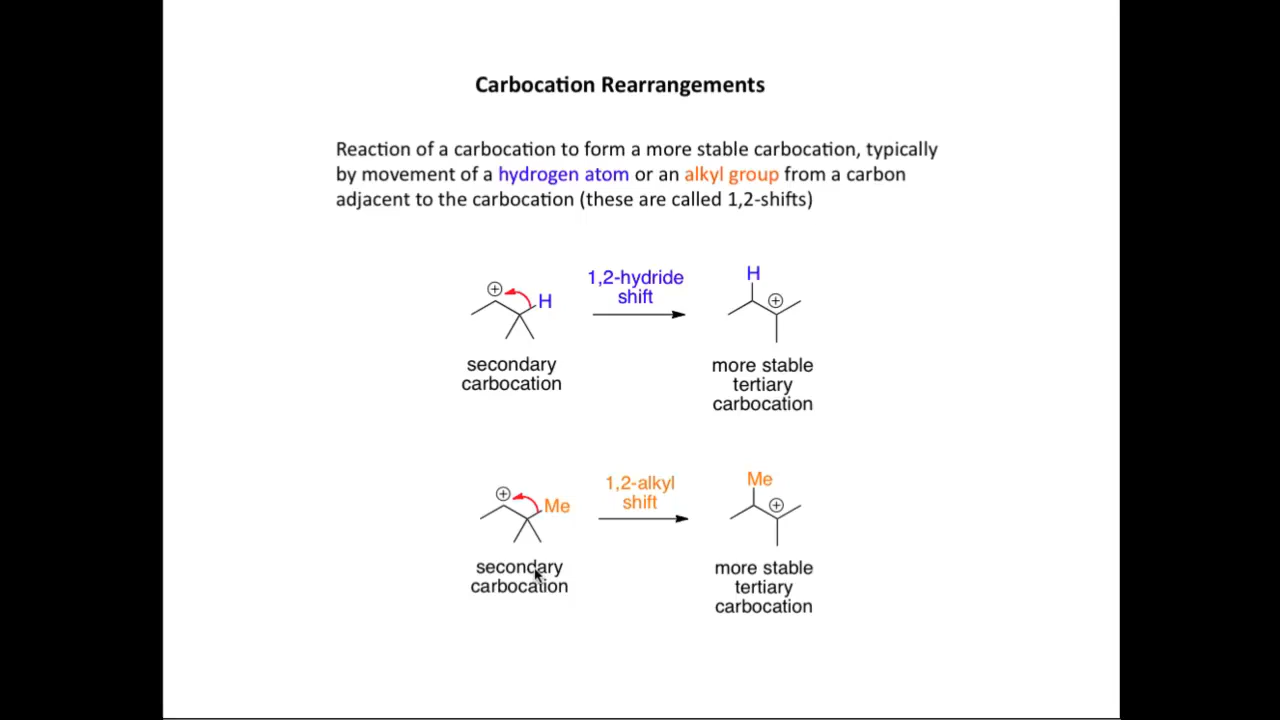 Carbocation Rearrangements
Reaction of a carbocation to form a more stable carbocation, typically
by movement of a hydrogen atom or an alkyl group from a carbon
adjacent to the carbocation (these are called 1,2-shifts)
⊕
H
1,2-hydride
shift
H
⊕
secondary
carbocation
more stable
tertiary
carbocation
⊕
Me
1,2-alkyl
shift
Me
⊕
secondary
carbocation
more stable
tertiary
carbocation